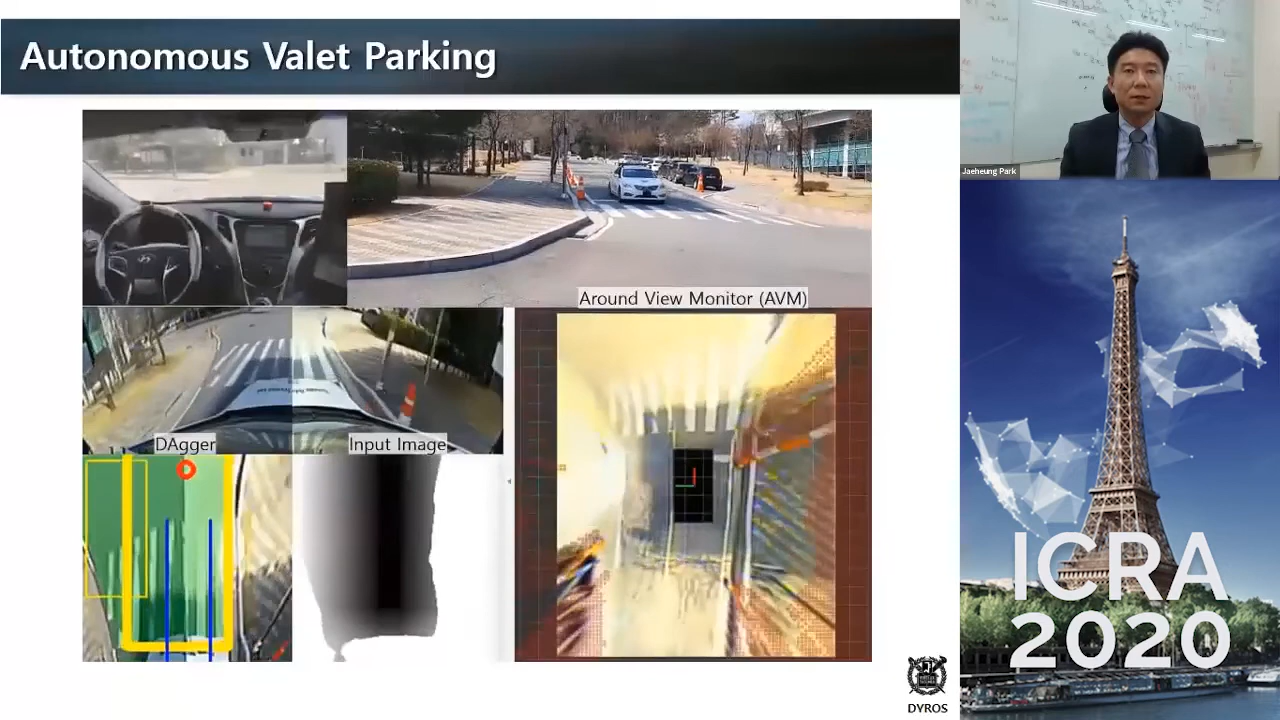 Autonomous Valet Parking
Jaeheung Park
Around View Monitor (AVM)
DAgger
Input Image
ICRA
2020
DYROS